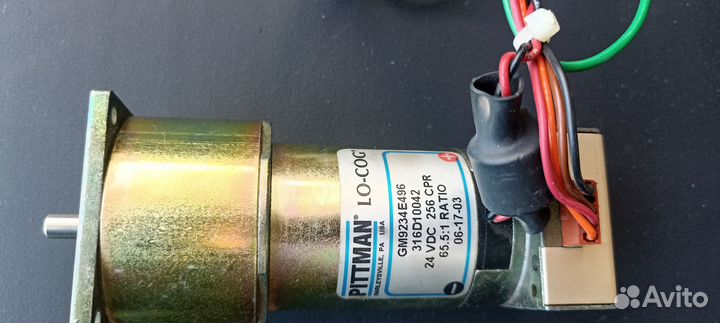 PITTMAN® LO-COG
HARLEYSVILLE, PA USA
GM9234E496
316D10042
24 VDC 256 CPR
65.5:1 RATIO
06-17-03
+
−
Avito